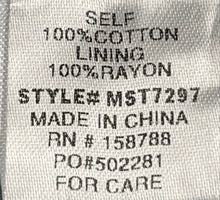 SELF
100%COTTON
LINING
100%RAYON
STYLE# MST7297
MADE IN CHINA
RN # 158788
PO#502281
FOR CARE